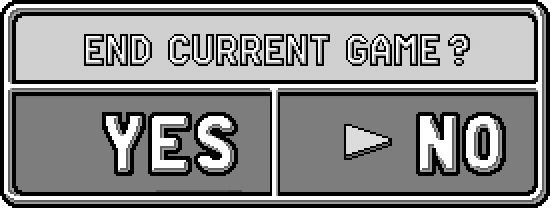 END CURRENT GAME?
YES NO